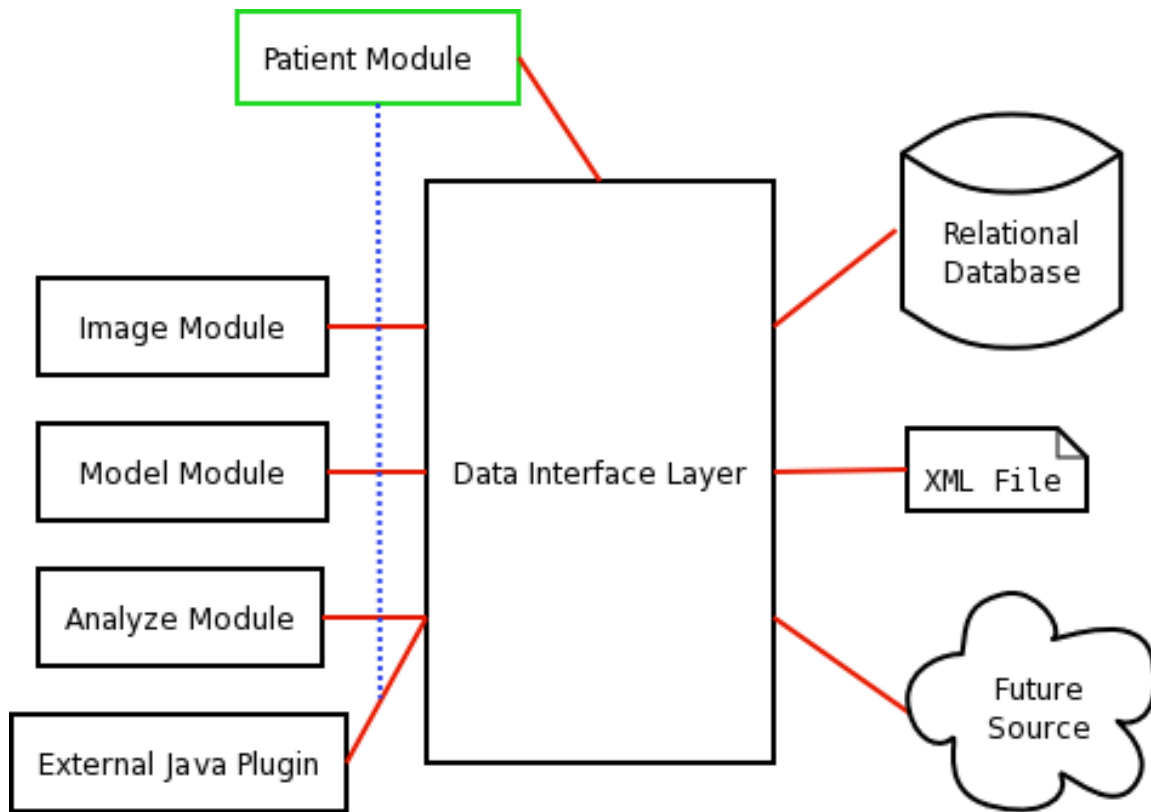 Patient Module
Relational
Database
Image Module
Model Module
Data Interface Layer
XML File
Analyze Module
Future
Source
External Java Plugin